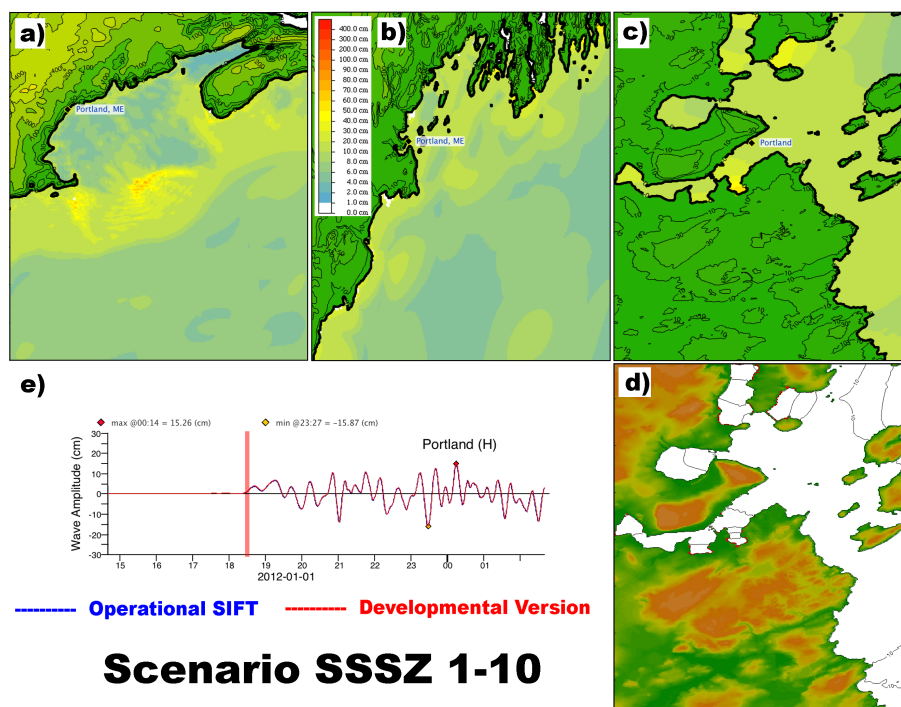 a)
Portland, ME
400.0 cm
300.0 cm
200.0 cm
100.0 cm
90.0 cm
80.0 cm
70.0 cm
60.0 cm
50.0 cm
40.0 cm
30.0 cm
20.0 cm
10.0 cm
8.0 cm
6.0 cm
4.0 cm
2.0 cm
1.0 cm
0.0 cm
b)
Portland, ME
c)
Portland
d)
e)
max @00:14 = 15.26 (cm)
min @23:27 = -15.87 (cm)
Portland (H)
Wave Amplitude (cm)
30
20
10
0
-10
-20
-30
15 16 17 18 19 20 21 22 23 00 01
2012-01-01
---------- Operational SIFT
---------- Developmental Version
Scenario SSSZ 1-10